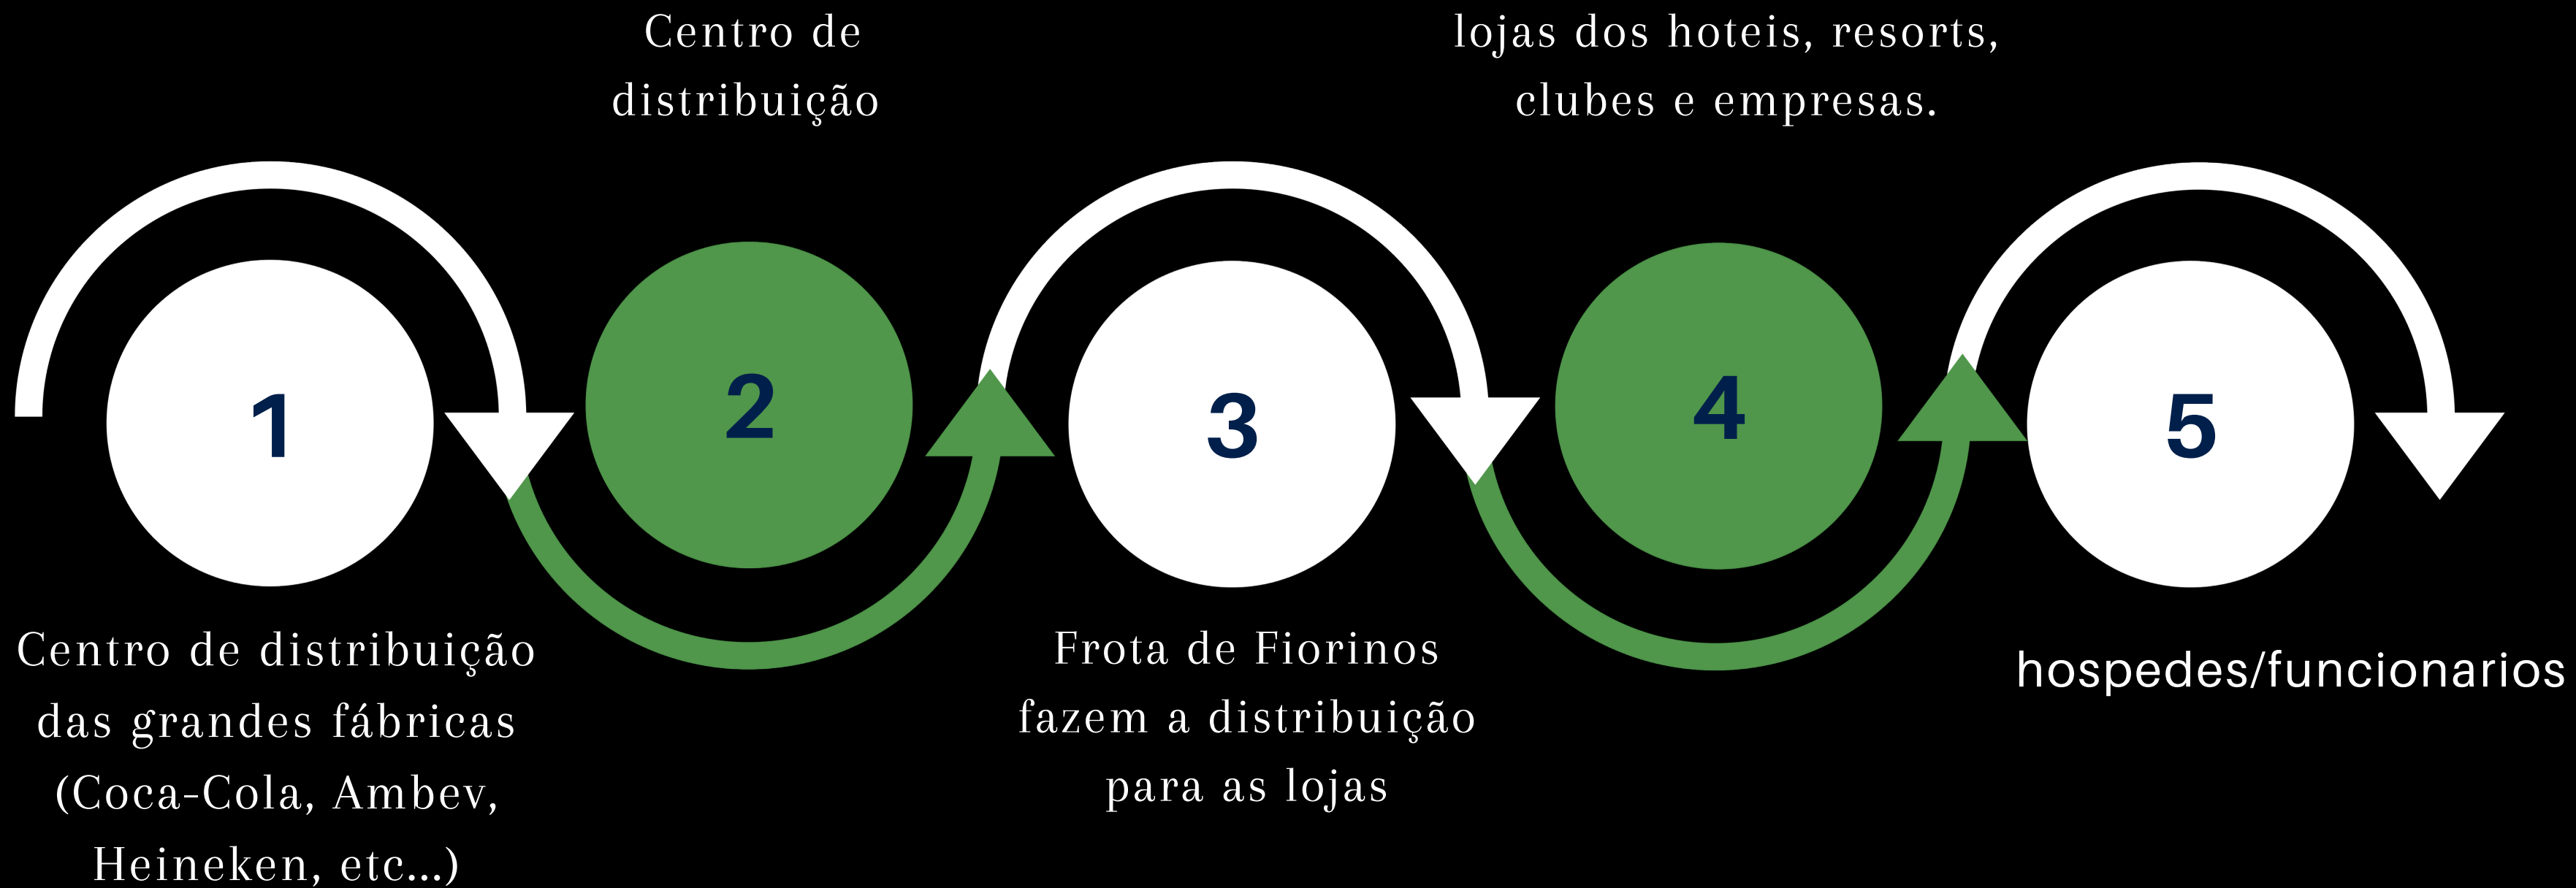 Centro de
distribuição
lojas dos hoteis, resorts,
clubes e empresas.
1
2
3
4
5
Centro de distribuição
das grandes fábricas
(Coca-Cola, Ambev,
Heineken, etc...)
Frota de Fiorinos
fazem a distribuição
para as lojas
hospedes/funcionarios